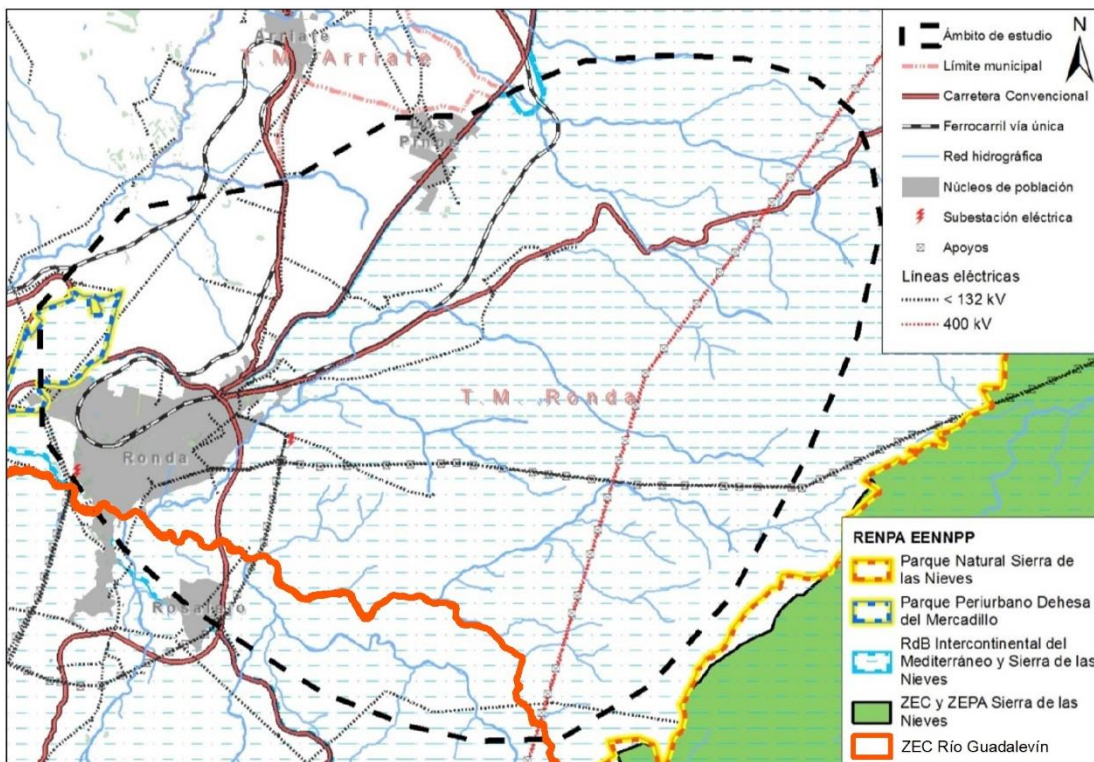 Arriate
T.M. Arriate
Los
Prados
T.M. Ronda
Ronda
Rosalejo
N
Ámbito de estudio
Límite municipal
Carretera Convencional
Ferrocarril vía única
Red hidrográfica
Núcleos de población
Subestación eléctrica
Apoyos
Líneas eléctricas
< 132 kV
400 kV
RENPA EENNPP
Parque Natural Sierra de
las Nieves
Parque Periurbano Dehesa
del Mercadillo
RdB Intercontinental del
Mediterráneo y Sierra de las
Nieves
ZEC y ZEPA Sierra de las
Nieves
ZEC Río Guadalevín